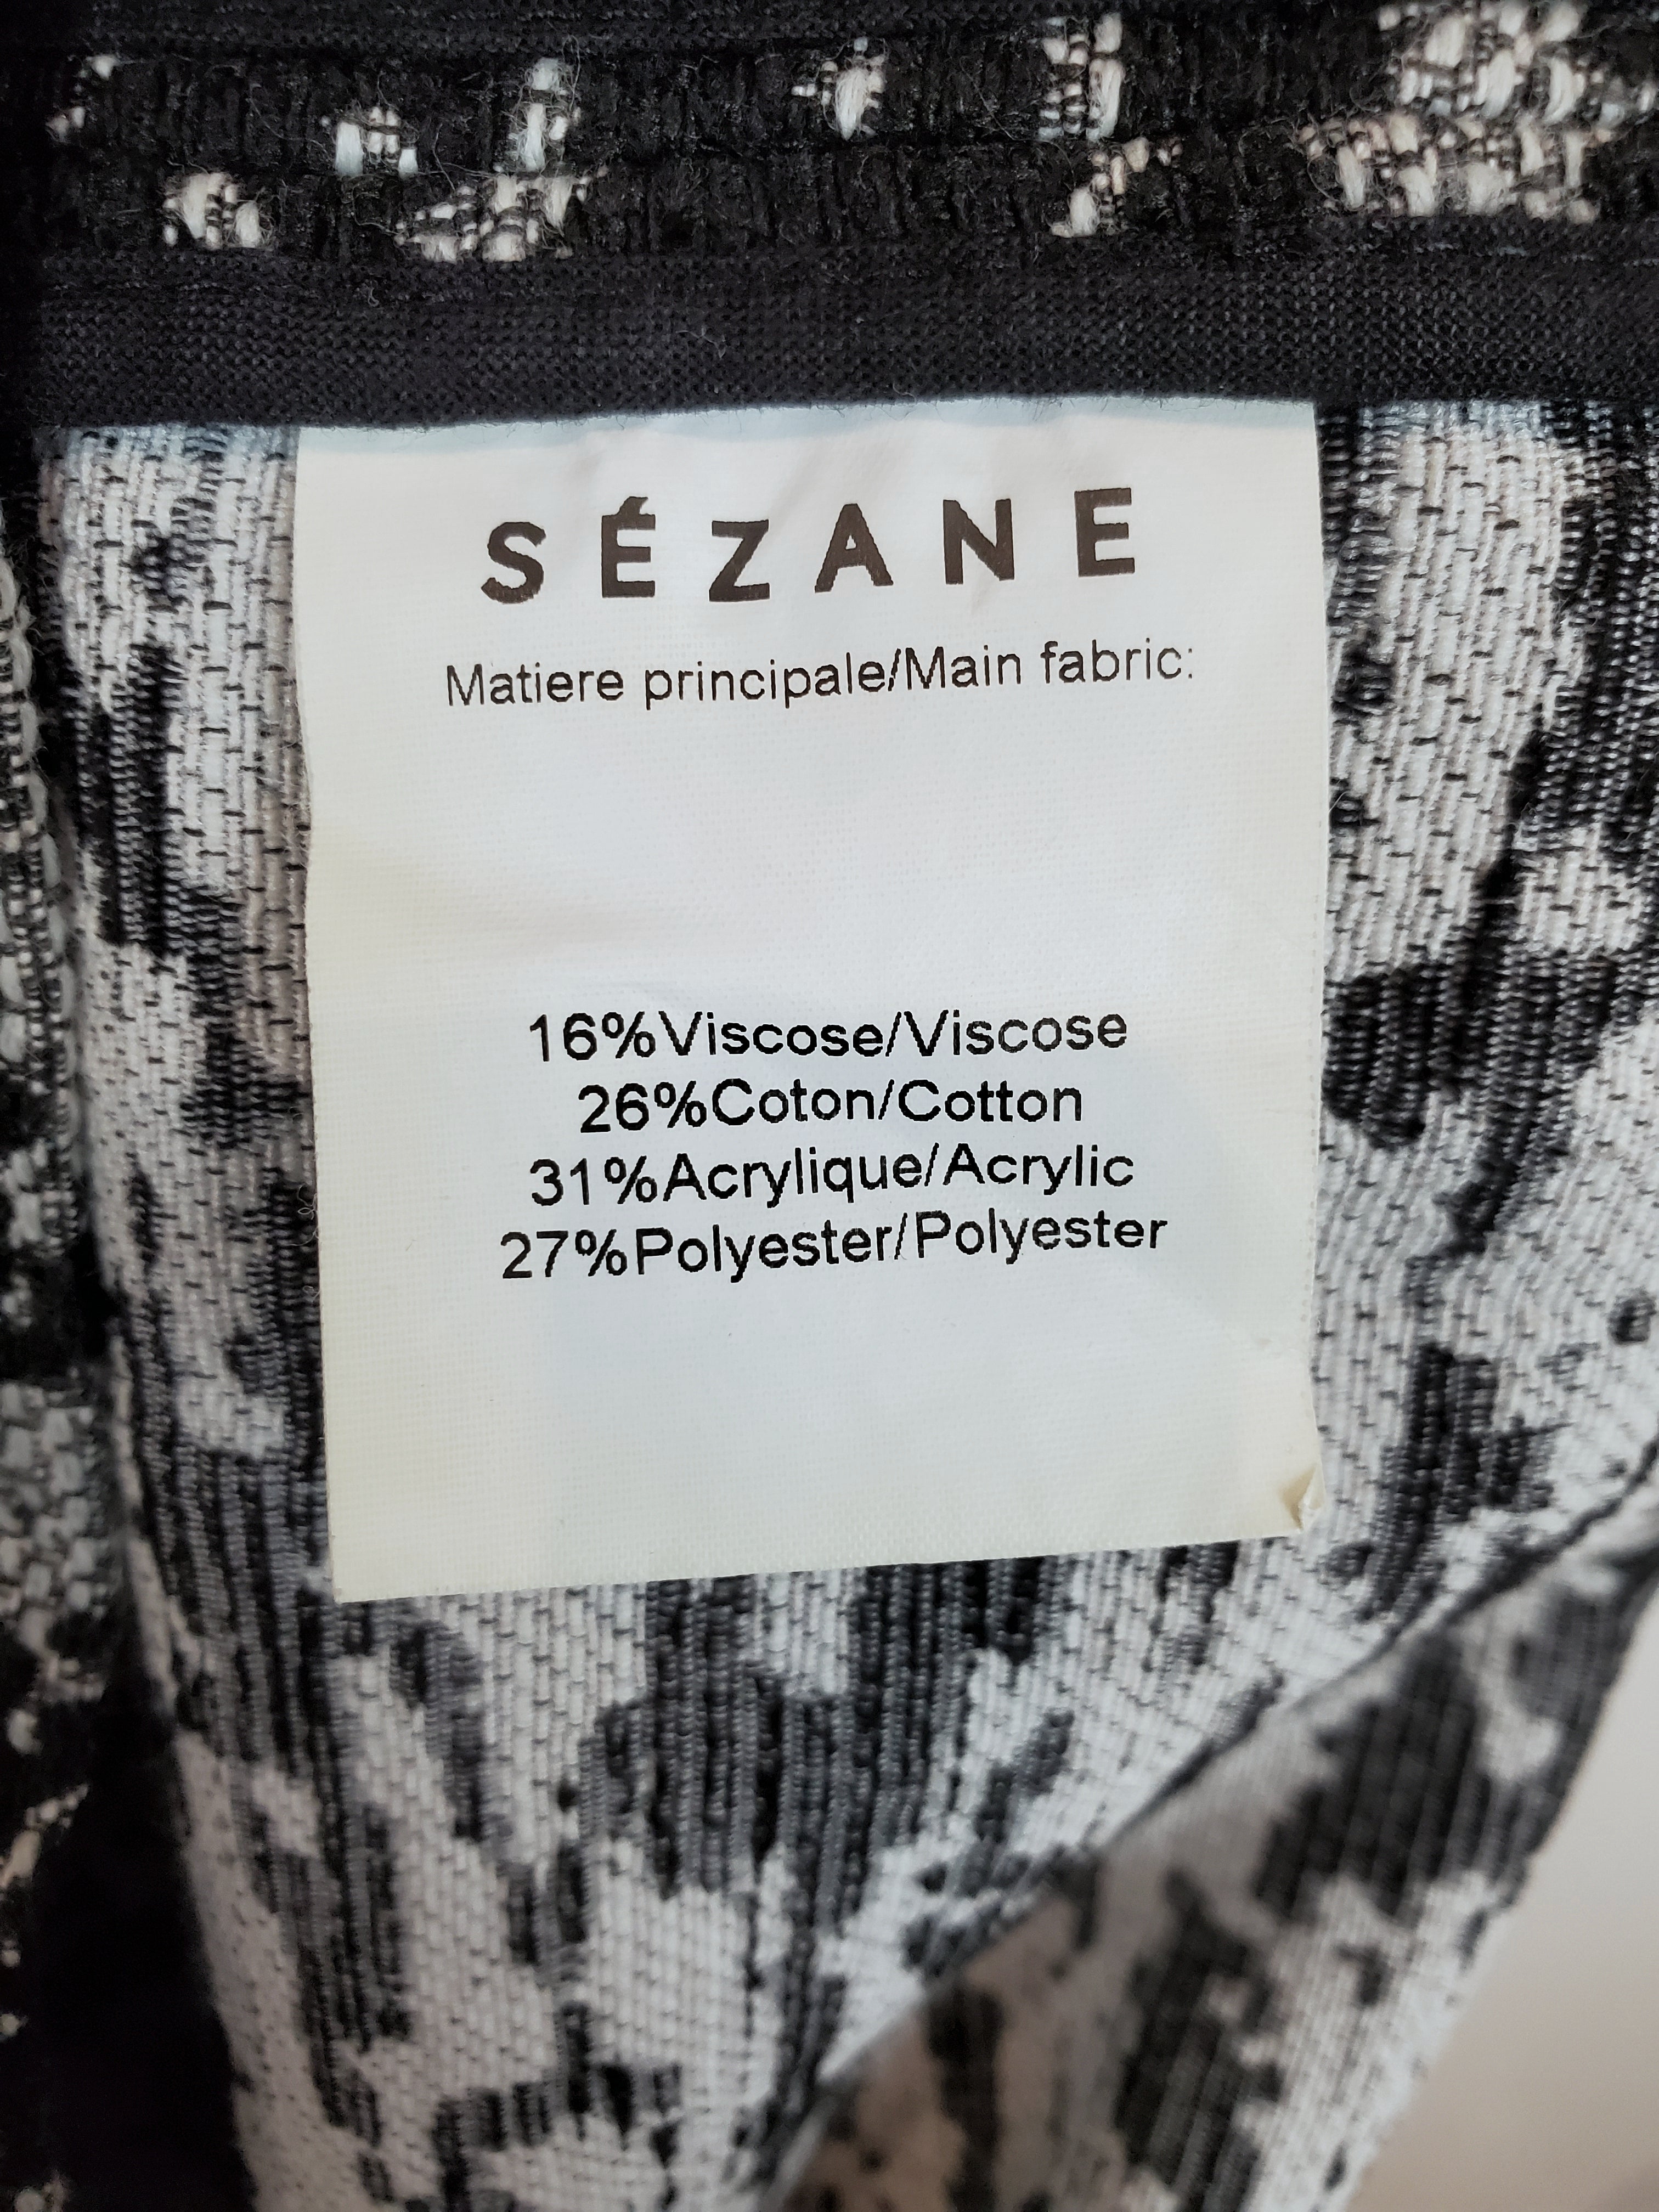 SÉZANE
Matiere principale/Main fabric:
16%Viscose/Viscose
26%Coton/Cotton
31%Acrylique/Acrylic
27%Polyester/Polyester